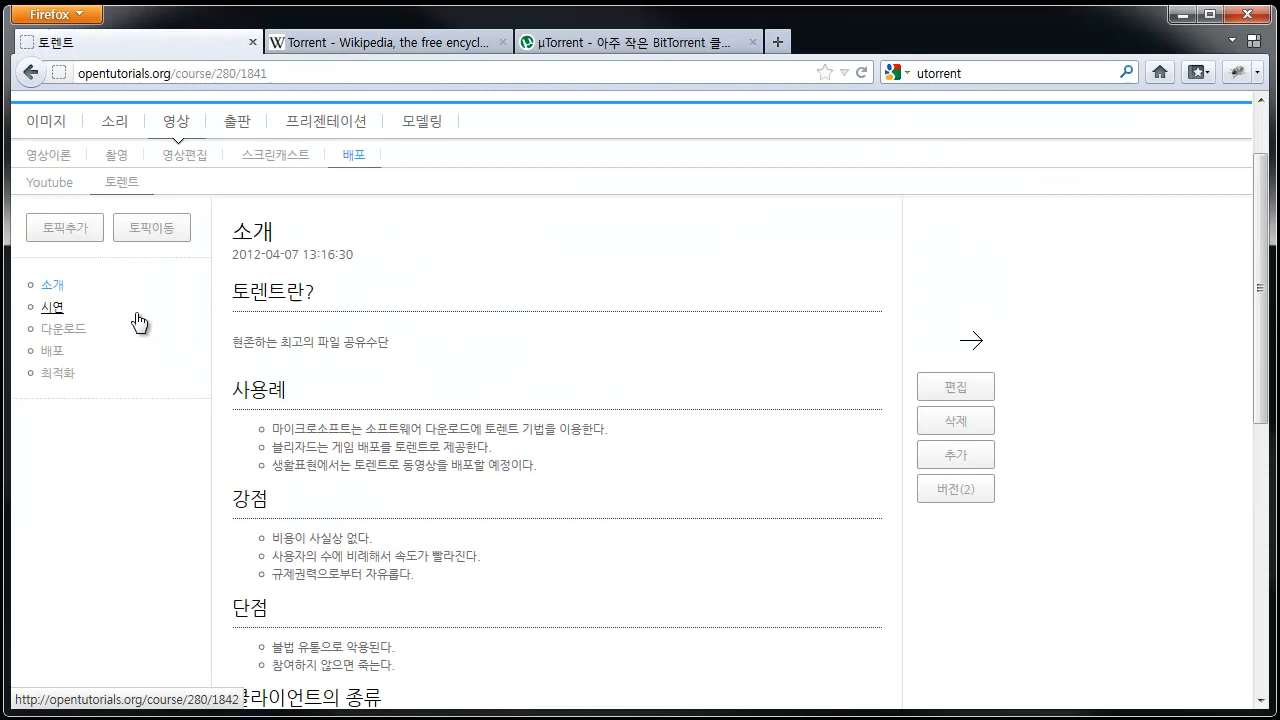 Firefox
토렌트
Torrent - Wikipedia, the free encycl...
µTorrent - 아주 작은 BitTorrent 클...
opentutorials.org/course/280/1841
utorrent
이미지
소리
영상
출판
프리젠테이션
모델링
영상이론
촬영
영상편집
스크린캐스트
배포
Youtube
토렌트
토픽추가
토픽이동
소개
시연
다운로드
배포
최적화
소개
2012-04-07 13:16:30
토렌트란?
현존하는 최고의 파일 공유수단
사용례
마이크로소프트는 소프트웨어 다운로드에 토렌트 기법을 이용한다.
블리자드는 게임 배포를 토렌트로 제공한다.
생활표현에서는 토렌트로 동영상을 배포할 예정이다.
강점
비용이 사실상 없다.
사용자의 수에 비례해서 속도가 빨라진다.
규제권력으로부터 자유롭다.
단점
불법 유통으로 악용된다.
참여하지 않으면 죽는다.
클라이언트의 종류
편집
삭제
추가
버전(2)
http://opentutorials.org/course/280/1842